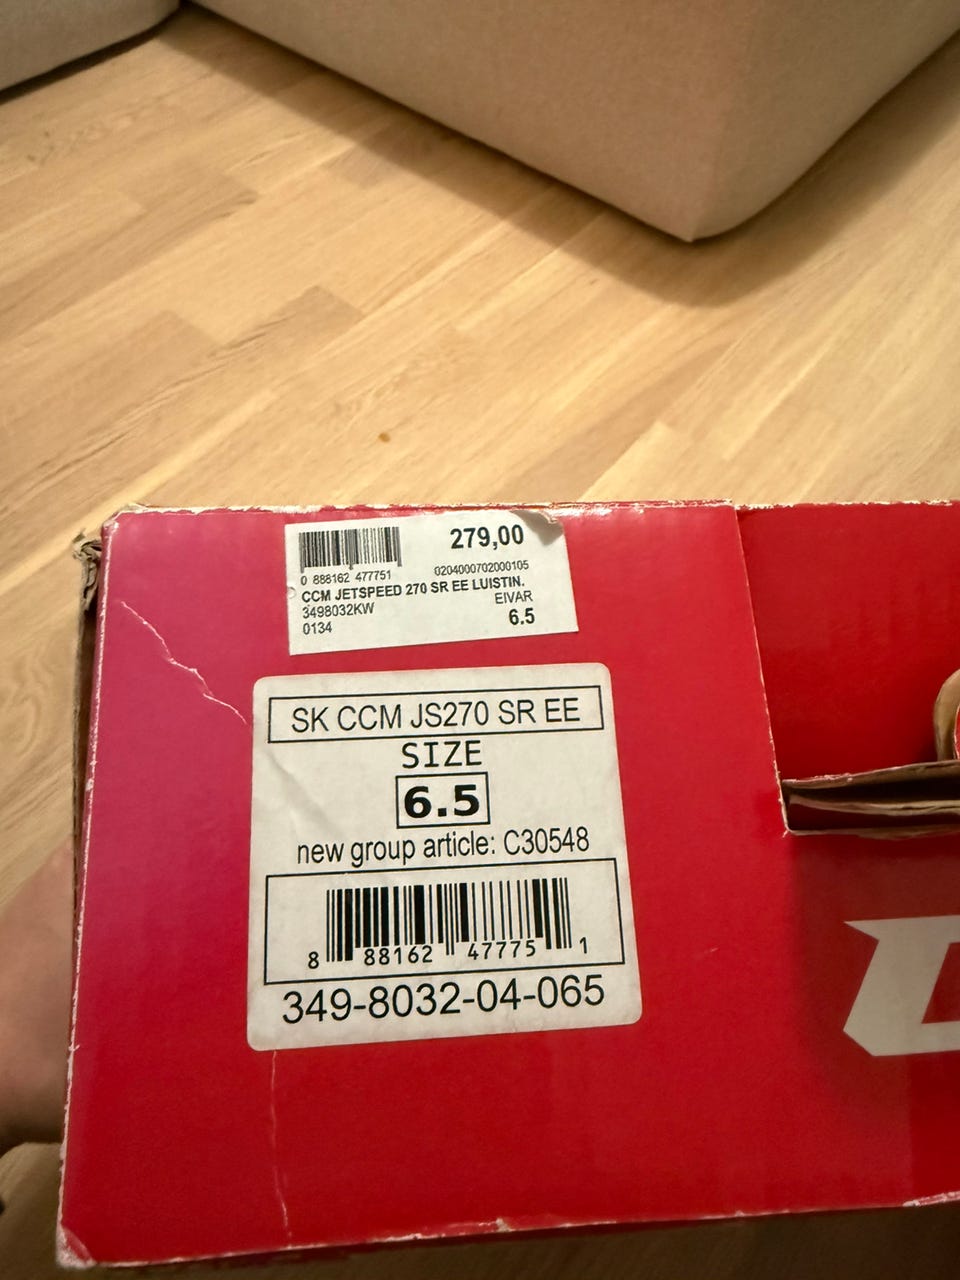 279,00
0 888162 477751
0204000702000105
CCM JETSPEED 270 SR EE LUISTIN.
3498032KW
EIVAR
0134
6.5
SK CCM JS270 SR EE
SIZE
6.5
new group article: C30548
8 88162 47775 1
349-8032-04-065